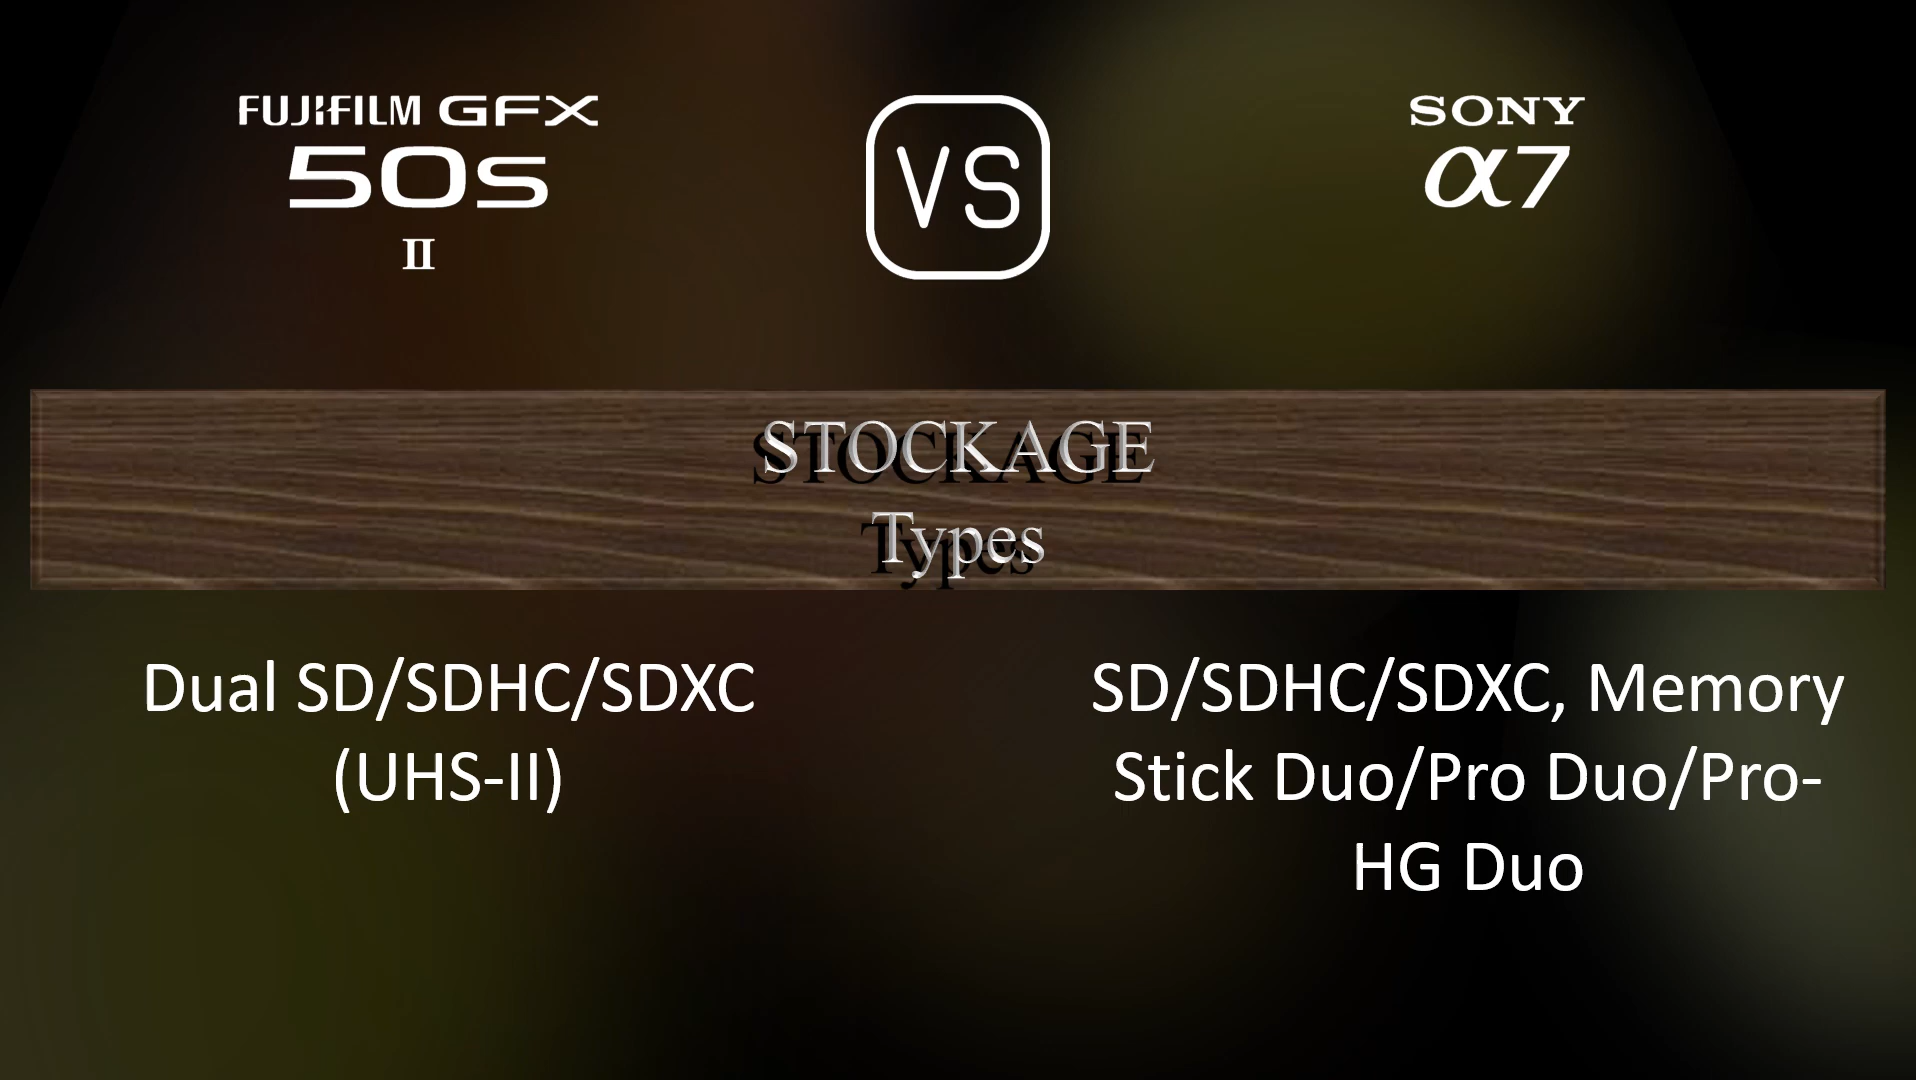 FUJIFILM GFX
50S
II
VS
SONY
α7
STOCKAGE
Types
Dual SD/SDHC/SDXC
(UHS-II)
SD/SDHC/SDXC, Memory
Stick Duo/Pro Duo/Pro-
HG Duo